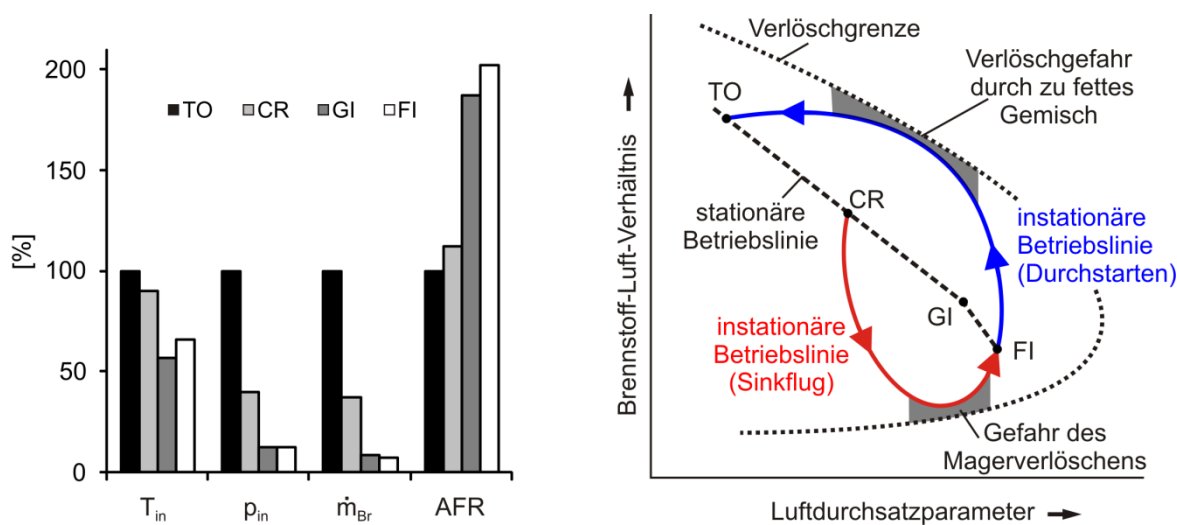 200
150
100
50
0
[%]
TO CR GI FI
T_in
p_in
ṁ_Br
AFR
Verlöschgrenze
Verlöschgefahr
durch zu fettes
Gemisch
TO
CR
stationäre
Betriebslinie
instationäre
Betriebslinie
(Durchstarten)
GI
FI
instationäre
Betriebslinie
(Sinkflug)
Gefahr des
Magerverlöschens
Brennstoff-Luft-Verhältnis
Luftdurchsatzparameter